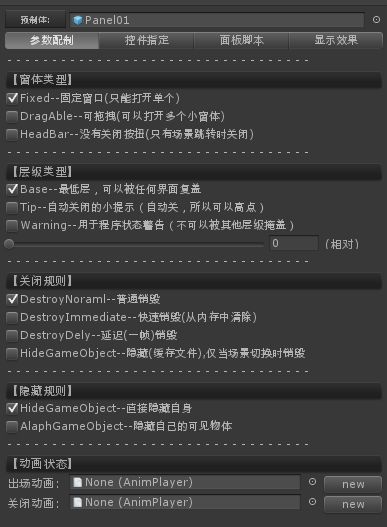 预制体: Panel01
参数配制 控件指定 面板脚本 显示效果
- - - - - - - - - - - - - - - - - - - - - - - - - - - - - - - - - -
【窗体类型】
Fixed--固定窗口(只能打开单个)
DragAble--可拖拽(可以打开多个小窗体)
HeadBar--没有关闭按钮(只有场景跳转时关闭)
- - - - - - - - - - - - - - - - - - - - - - - - - - - - - - - - - -
【层级类型】
Base--最低层，可以被任何界面复盖
Tip--自动关闭的小提示(自动关，所以可以高点)
Warning--用于程序状态警告(不可以被其他层级掩盖)
0 (相对)
- - - - - - - - - - - - - - - - - - - - - - - - - - - - - - - - - -
【关闭规则】
DestroyNoraml--普通销毁
DestroyImmediate--快速销毁(从内存中清除)
DestroyDely--延迟(一帧)销毁
HideGameObject--隐藏(缓存文件),仅当场景切换时销毁
- - - - - - - - - - - - - - - - - - - - - - - - - - - - - - - - - -
【隐藏规则】
HideGameObject--直接隐藏自身
AlaphGameObject--隐藏自己的可见物体
- - - - - - - - - - - - - - - - - - - - - - - - - - - - - - - - - -
【动画状态】
出场动画: None (AnimPlayer) new
关闭动画: None (AnimPlayer) new